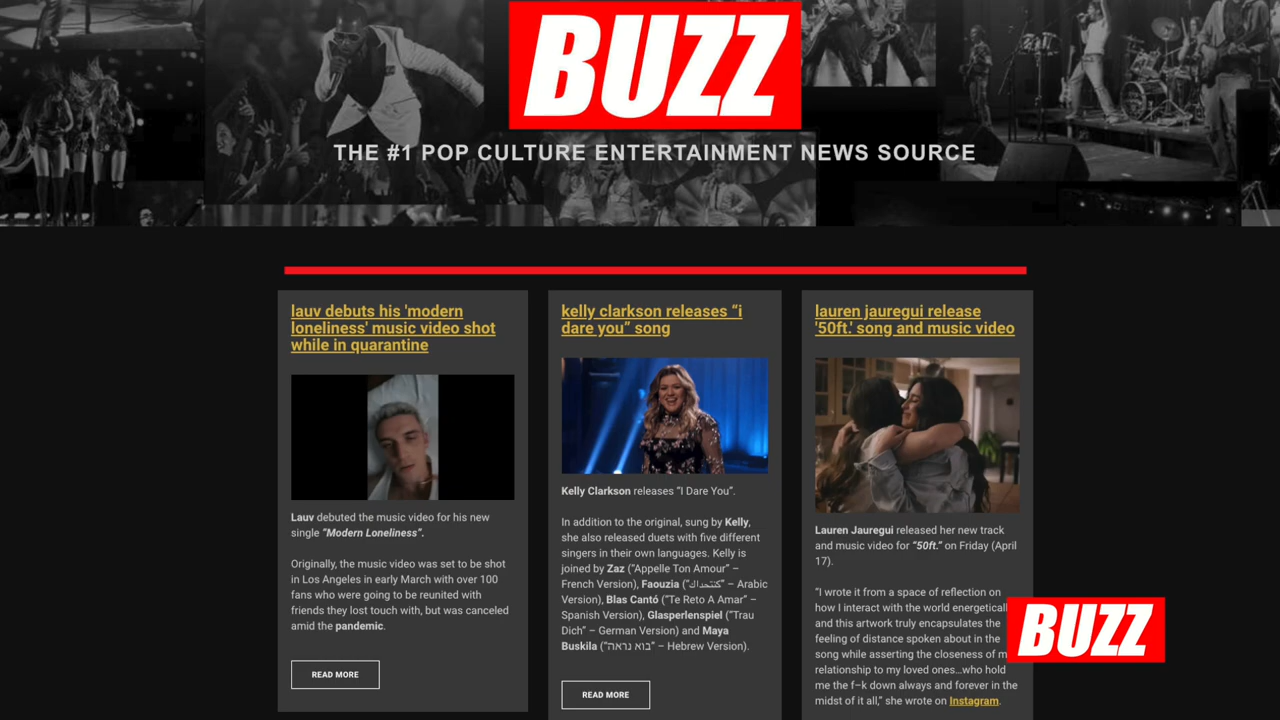 BUZZ
THE #1 POP CULTURE ENTERTAINMENT NEWS SOURCE
lauv debuts his 'modern
loneliness' music video shot
while in quarantine
Lauv debuted the music video for his new
single “Modern Loneliness”.
Originally, the music video was set to be shot
in Los Angeles in early March with over 100
fans who were going to be reunited with
friends they lost touch with, but was canceled
amid the pandemic.
READ MORE
kelly clarkson releases “i
dare you” song
Kelly Clarkson releases “I Dare You”.
In addition to the original, sung by Kelly,
she also released duets with five different
singers in their own languages. Kelly is
joined by Zaz (“Appelle Ton Amour” –
French Version), Faouzia (“كنتحداك” – Arabic
Version), Blas Cantó (“Te Reto A Amar” –
Spanish Version), Glasperlenspiel (“Trau
Dich” – German Version) and Maya
Buskila (“בוא נראה” – Hebrew Version).
READ MORE
lauren jauregui release
'50ft.' song and music video
Lauren Jauregui released her new track
and music video for “50ft.” on Friday (April
17).
“I wrote it from a space of reflection on
how I interact with the world
and this artwork truly encapsulates the
feeling of distance spoken about in the
song while asserting the closeness of
relationship to my loved ones...who hold
me the f–k down always and forever in the
midst of it all,” she wrote on Instagram.
BUZZ